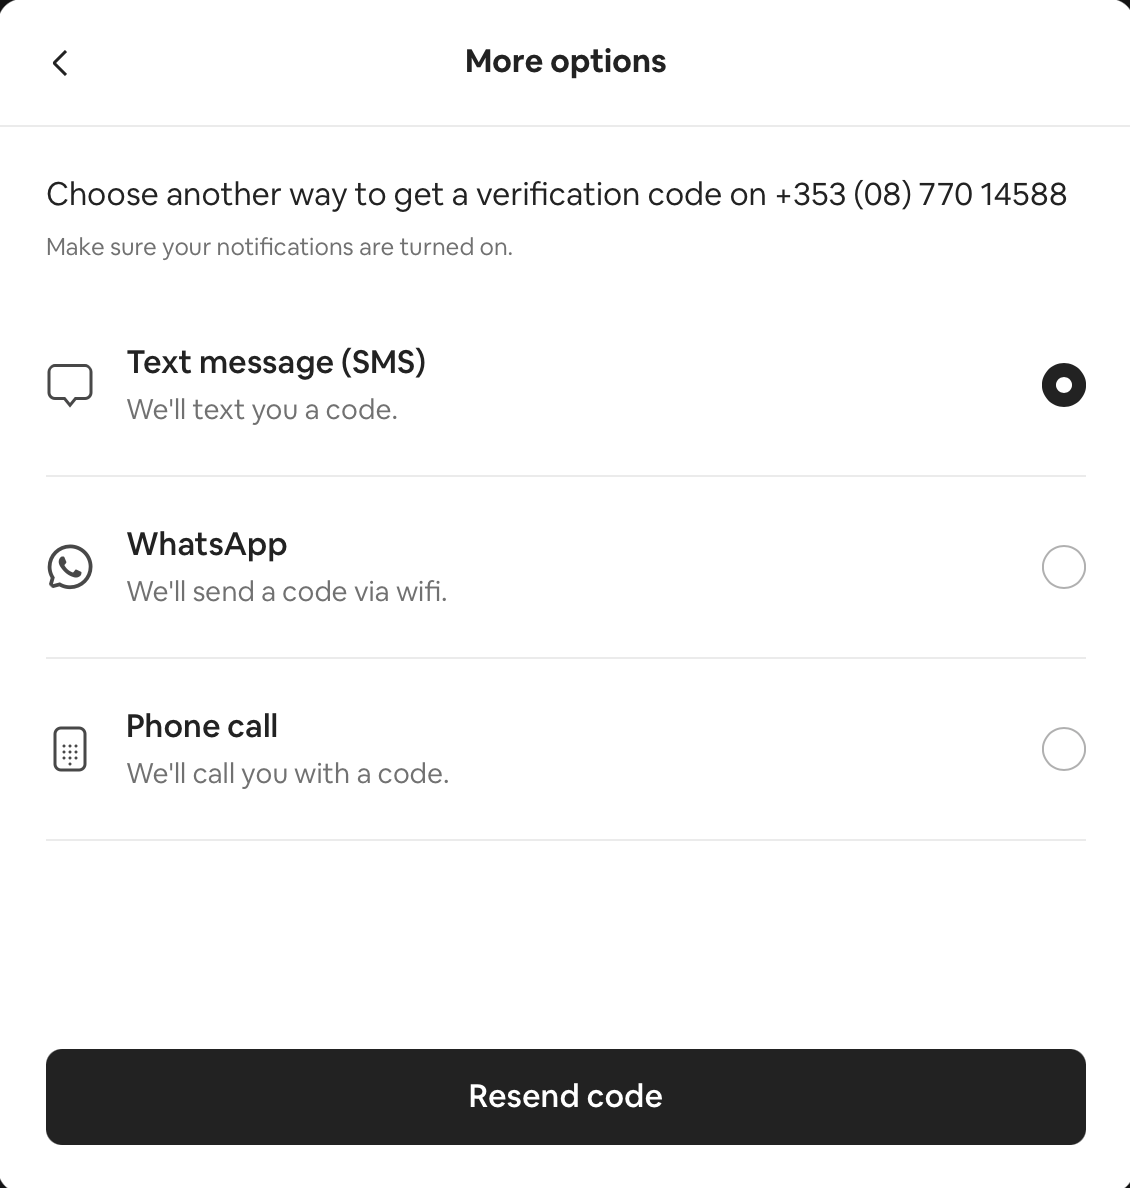 More options
Choose another way to get a verification code on +353 (08) 770 14588
Make sure your notifications are turned on.
Text message (SMS)
We'll text you a code.
WhatsApp
We'll send a code via wifi.
Phone call
We'll call you with a code.
Resend code